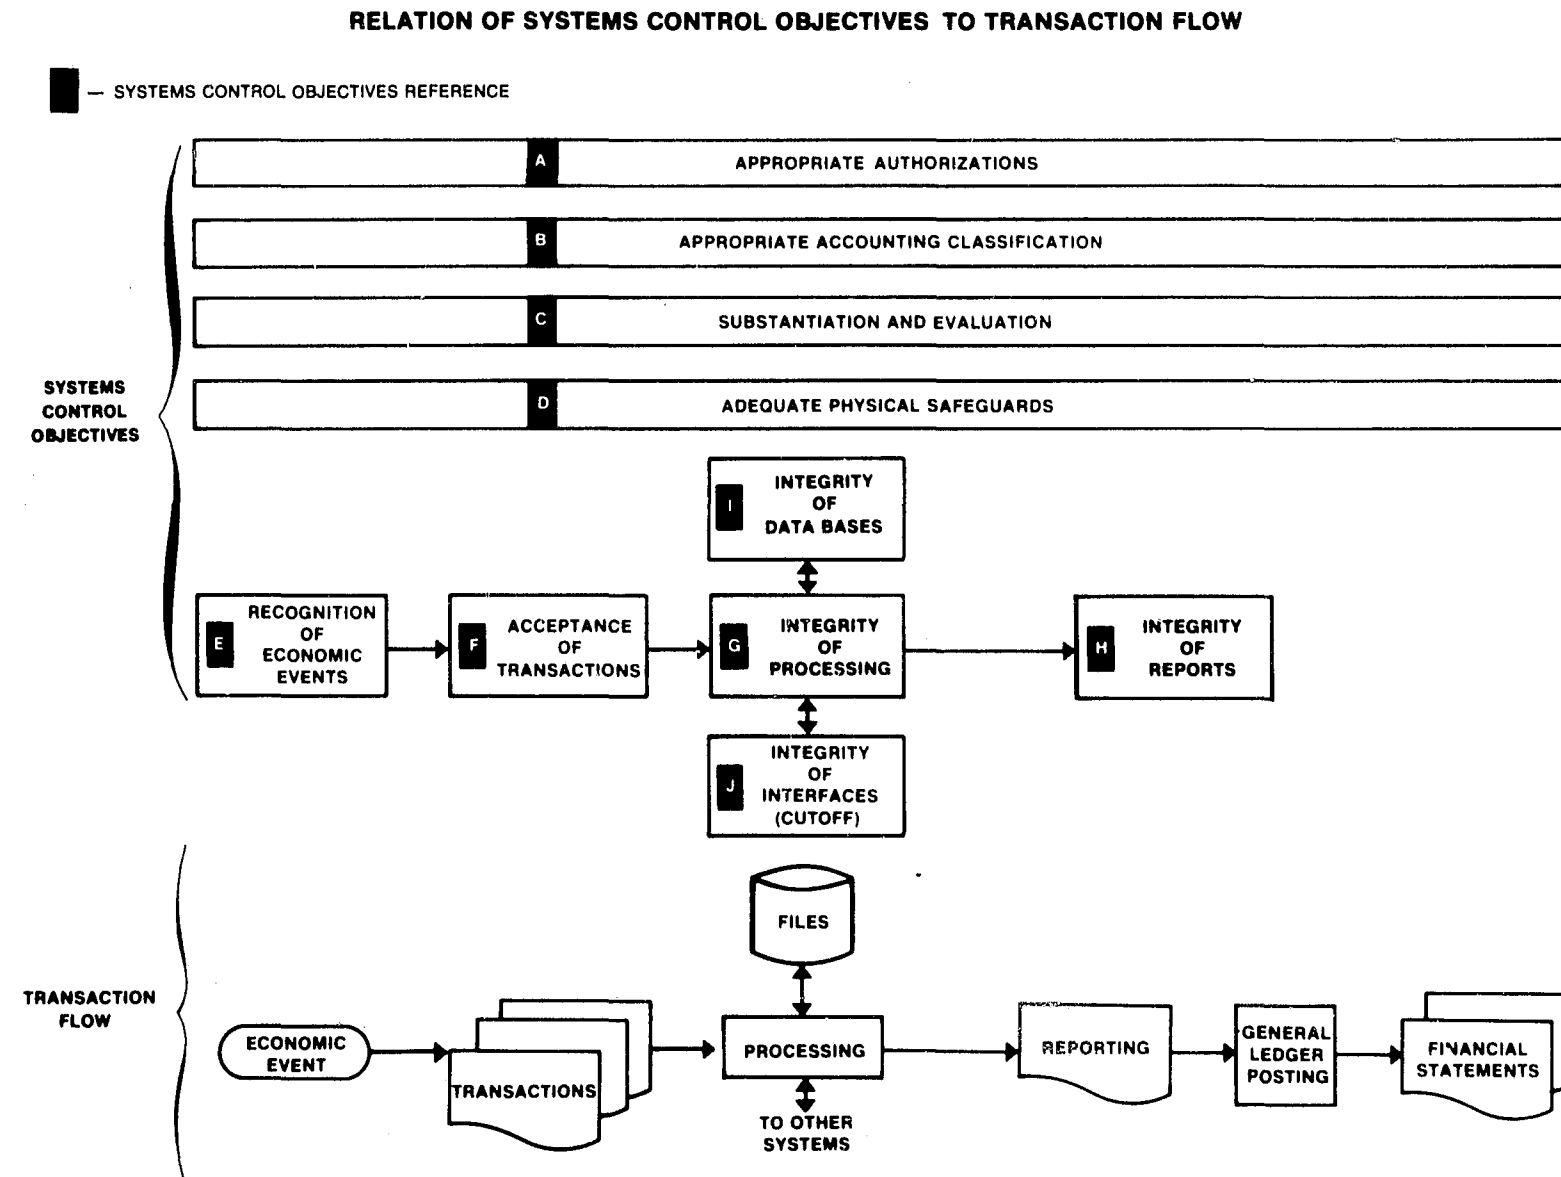 RELATION OF SYSTEMS CONTROL OBJECTIVES TO TRANSACTION FLOW
— SYSTEMS CONTROL OBJECTIVES REFERENCE
A APPROPRIATE AUTHORIZATIONS
B APPROPRIATE ACCOUNTING CLASSIFICATION
C SUBSTANTIATION AND EVALUATION
D ADEQUATE PHYSICAL SAFEGUARDS
SYSTEMS
CONTROL
OBJECTIVES
I
INTEGRITY
OF
DATA BASES
E
RECOGNITION
OF
ECONOMIC
EVENTS
F
ACCEPTANCE
OF
TRANSACTIONS
G
INTEGRITY
OF
PROCESSING
H
INTEGRITY
OF
REPORTS
J
INTEGRITY
OF
INTERFACES
(CUTOFF)
TRANSACTION
FLOW
FILES
ECONOMIC
EVENT
TRANSACTIONS
PROCESSING
REPORTING
GENERAL
LEDGER
POSTING
FINANCIAL
STATEMENTS
TO OTHER
SYSTEMS